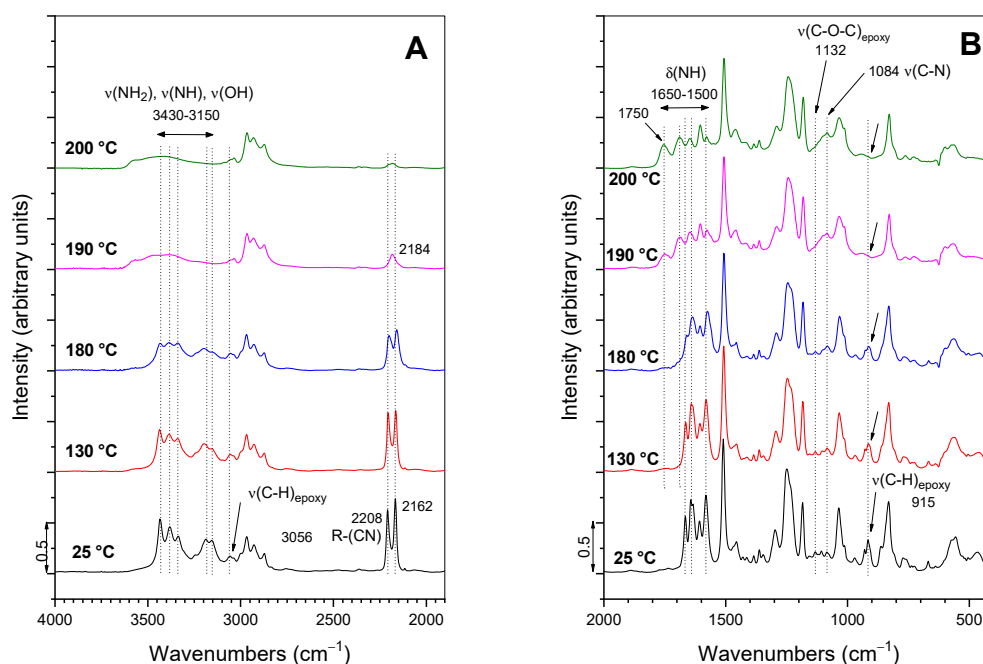 A
ν(NH2), ν(NH), ν(OH)
3430-3150
200 °C
190 °C
2184
180 °C
130 °C
ν(C-H)epoxy
3056
2208
2162
R-(CN)
25 °C
0.5
Intensity (arbitrary units)
4000 3500 3000 2500 2000
Wavenumbers (cm−1)
B
ν(C-O-C)epoxy
1132
δ(NH)
1084 ν(C-N)
1650-1500
1750
200 °C
190 °C
180 °C
130 °C
ν(C-H)epoxy
915
25 °C
0.5
Intensity (arbitrary units)
2000 1500 1000 500
Wavenumbers (cm−1)